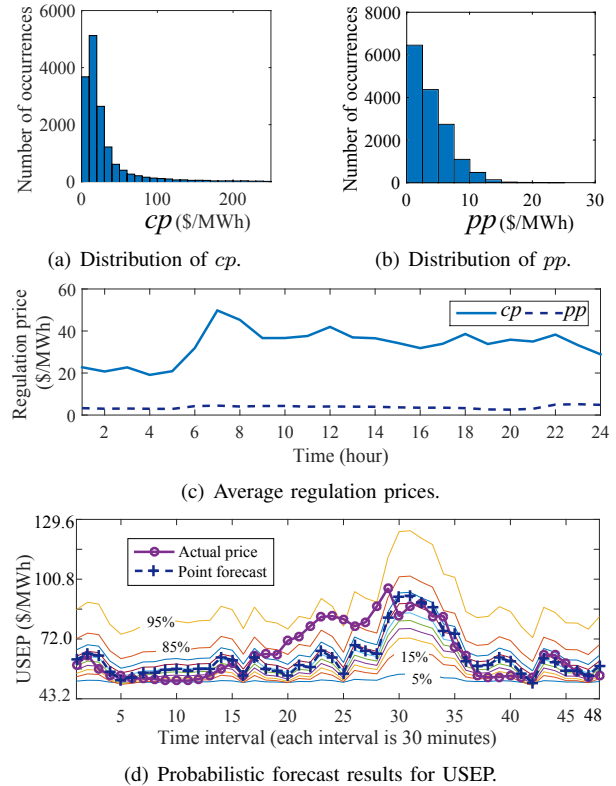 6000
4000
2000
0
Number of occurrences
0 100 200
cp ($/MWh)
(a) Distribution of cp.
8000
6000
4000
2000
0
Number of occurrences
0 10 20 30
pp ($/MWh)
(b) Distribution of pp.
60
40
20
0
Regulation price
($/MWh)
cp pp
2 4 6 8 10 12 14 16 18 20 22 24
Time (hour)
(c) Average regulation prices.
129.6
100.8
72.0
43.2
USEP ($/MWh)
Actual price
Point forecast
95%
85%
15%
5%
5 10 15 20 25 30 35 40 45 48
Time interval (each interval is 30 minutes)
(d) Probabilistic forecast results for USEP.